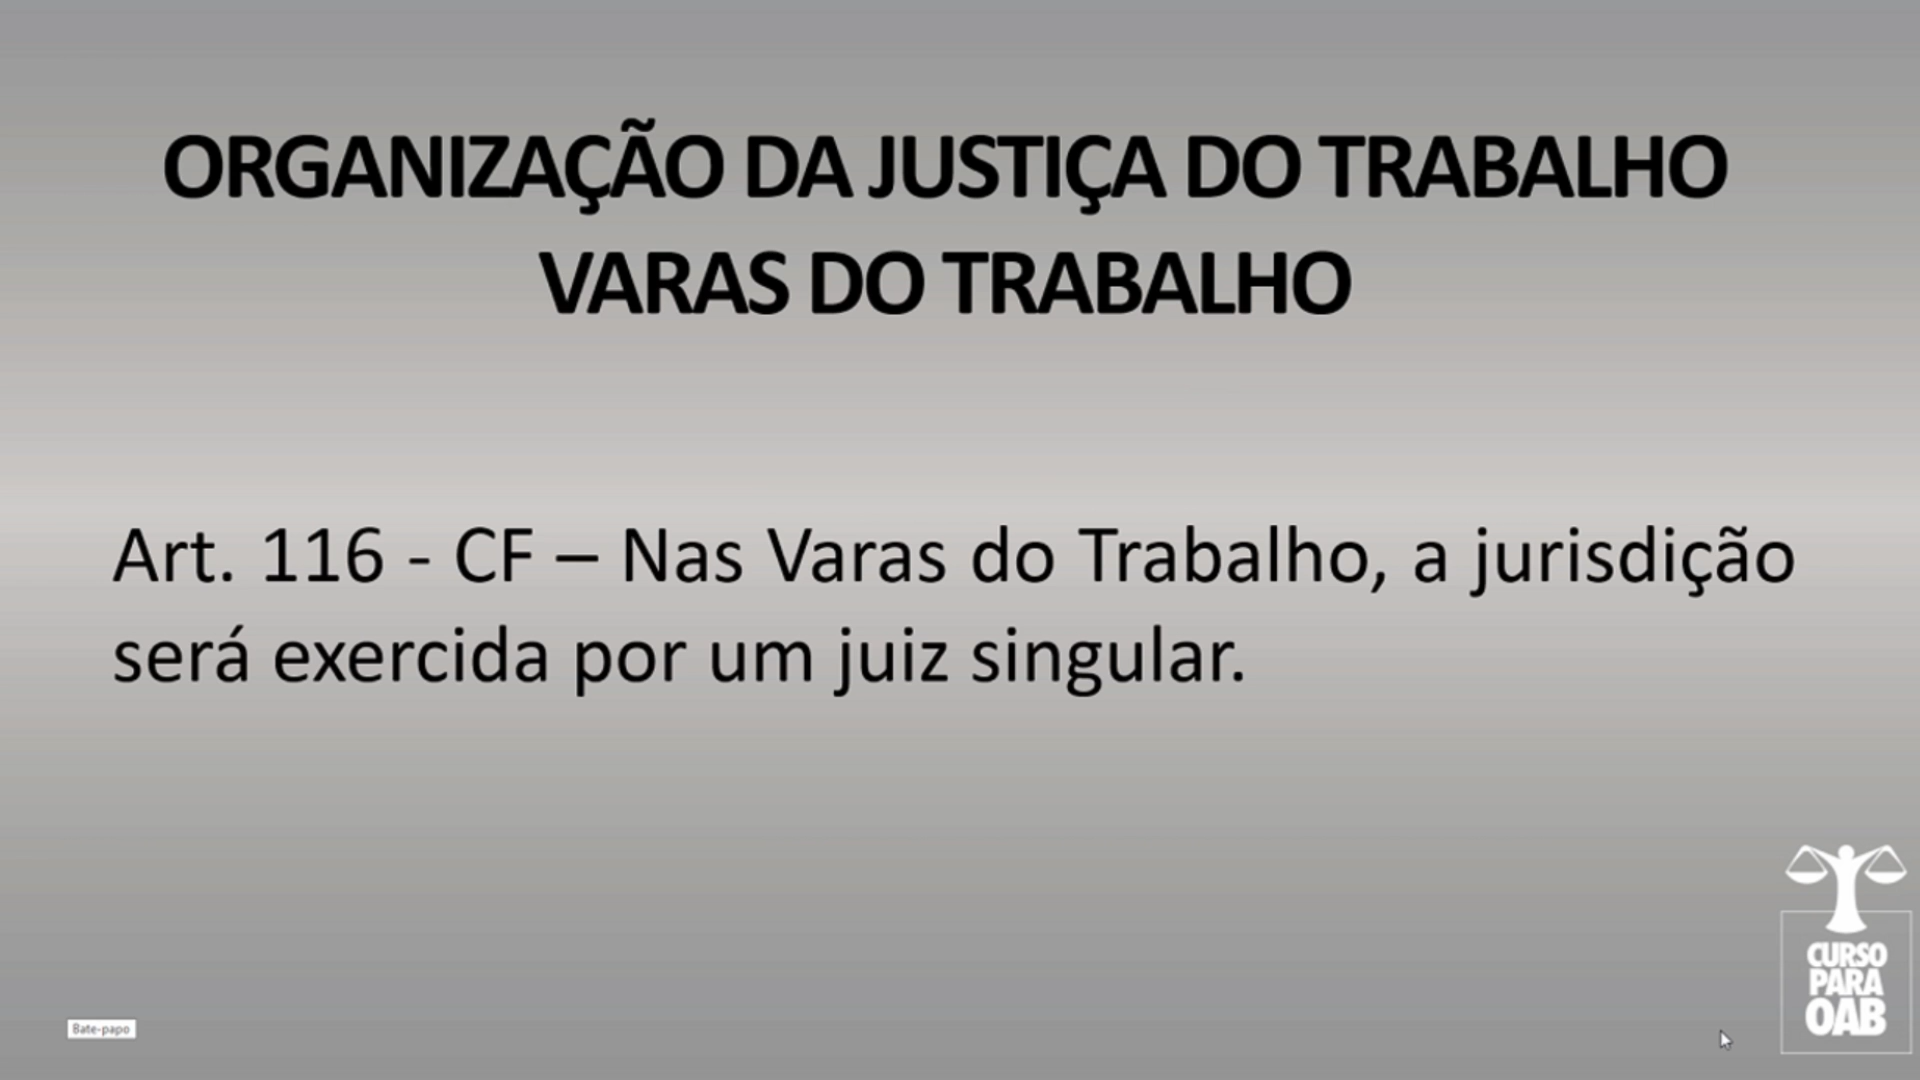 ORGANIZAÇÃO DA JUSTIÇA DO TRABALHO
VARAS DO TRABALHO
Art. 116 - CF – Nas Varas do Trabalho, a jurisdição
será exercida por um juiz singular.
CURSO
PARA
OAB
Bate-papo